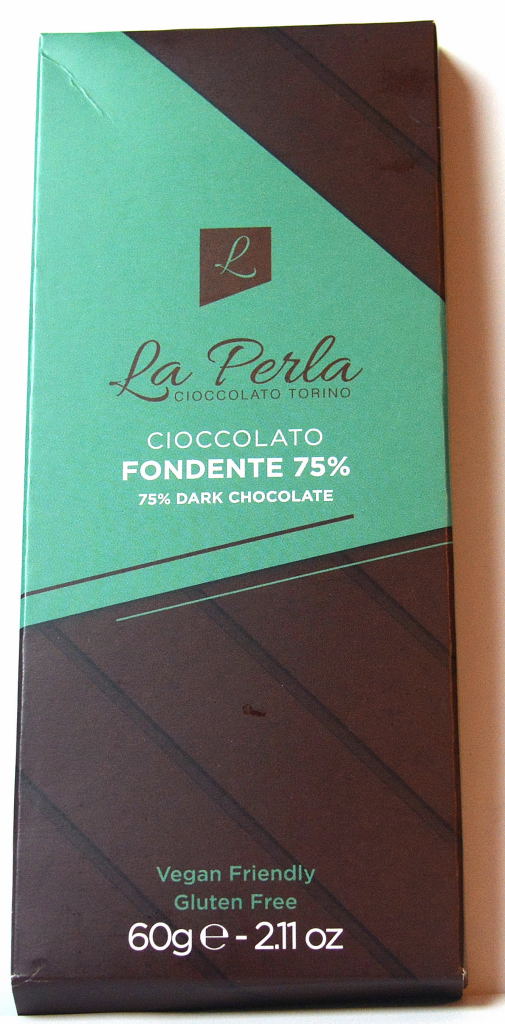 L
La Perla
CIOCCOLATO TORINO
CIOCCOLATO
FONDENTE 75%
75% DARK CHOCOLATE
Vegan Friendly
Gluten Free
60g ℮ - 2.11 oz